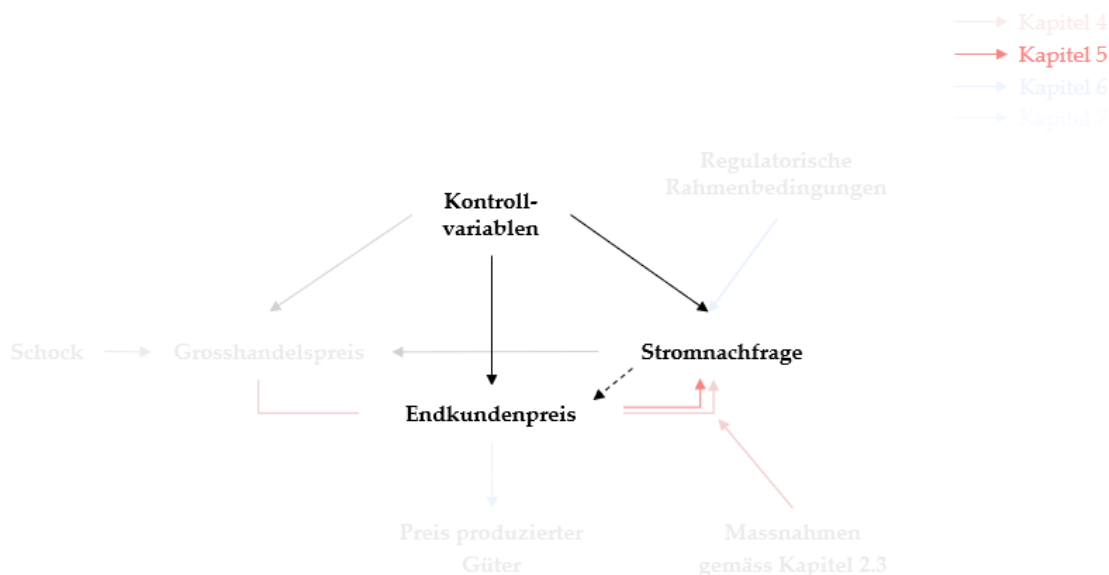 Kapitel 4
Kapitel 5
Kapitel 6
Kapitel 7
Regulatorische
Rahmenbedingungen
Kontroll-
variablen
Schock
Grosshandelspreis
Stromnachfrage
Endkundenpreis
Preis produzierter
Güter
Massnahmen
gemäss Kapitel 2.3